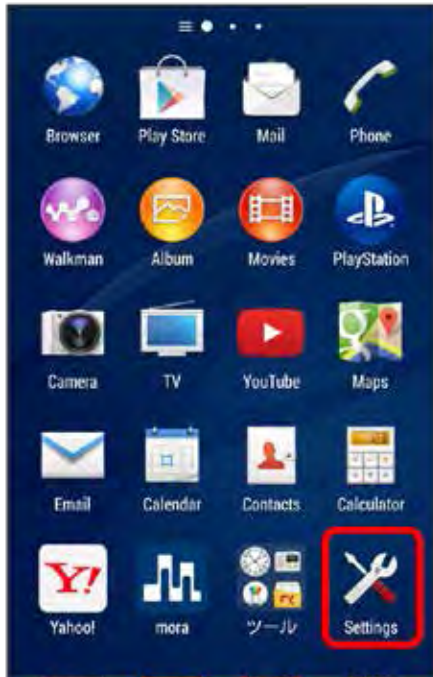 Browser Play Store Mail Phone
Walkman Album Movies PlayStation
Camera TV YouTube Maps
Email Calendar Contacts Calculator
Y!
Yahoo! mora ツール Settings